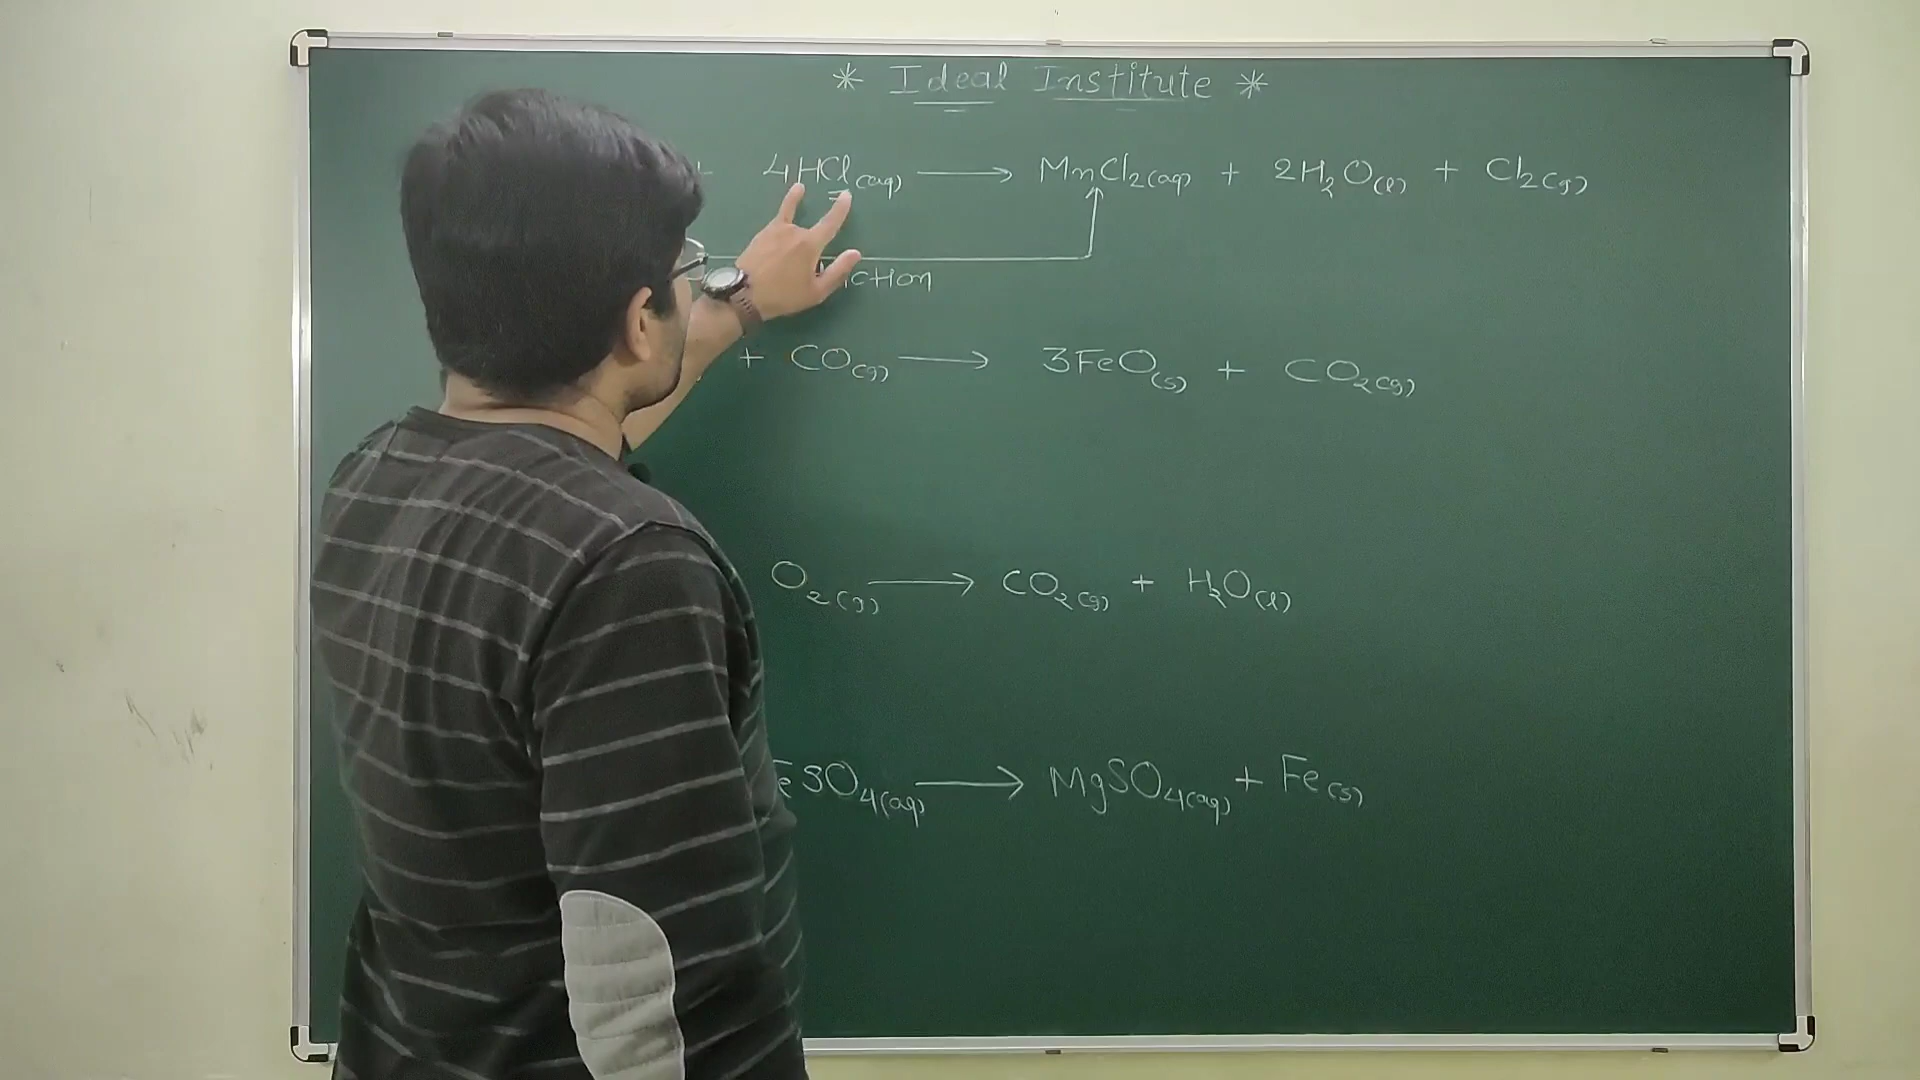 * Ideal Institute *
+ 4HCl(aq) ⟶ MnCl₂(aq) + 2H₂O(l) + Cl₂(g)
+ CO(g) ⟶ 3FeO(s) + CO₂(g)
O₂(g) ⟶ CO₂(g) + H₂O(l)
SO₄(aq) ⟶ MgSO₄(aq) + Fe(s)